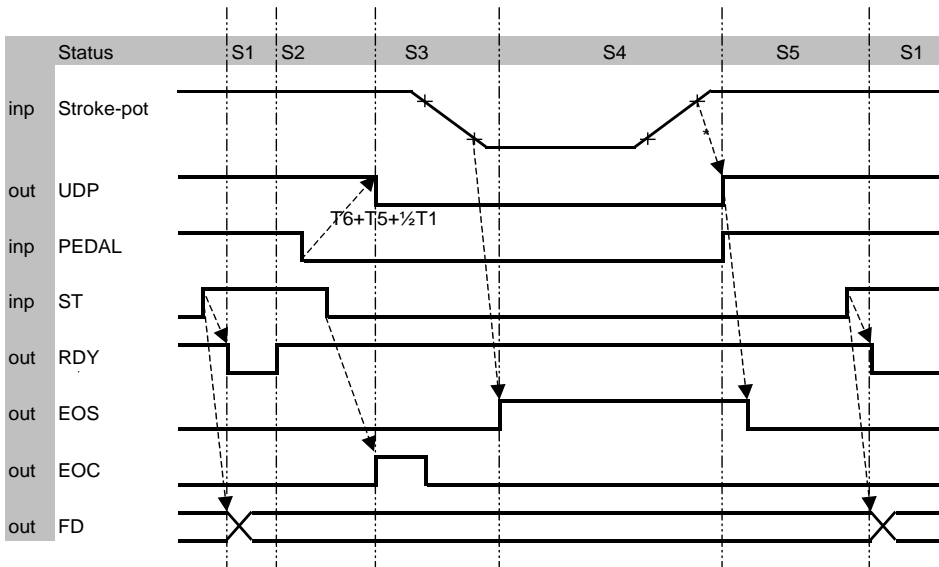 Status S1 S2 S3 S4 S5 S1
inp Stroke-pot
*
out UDP
T6+T5+½T1
inp PEDAL
inp ST
out RDY
out EOS
out EOC
out FD